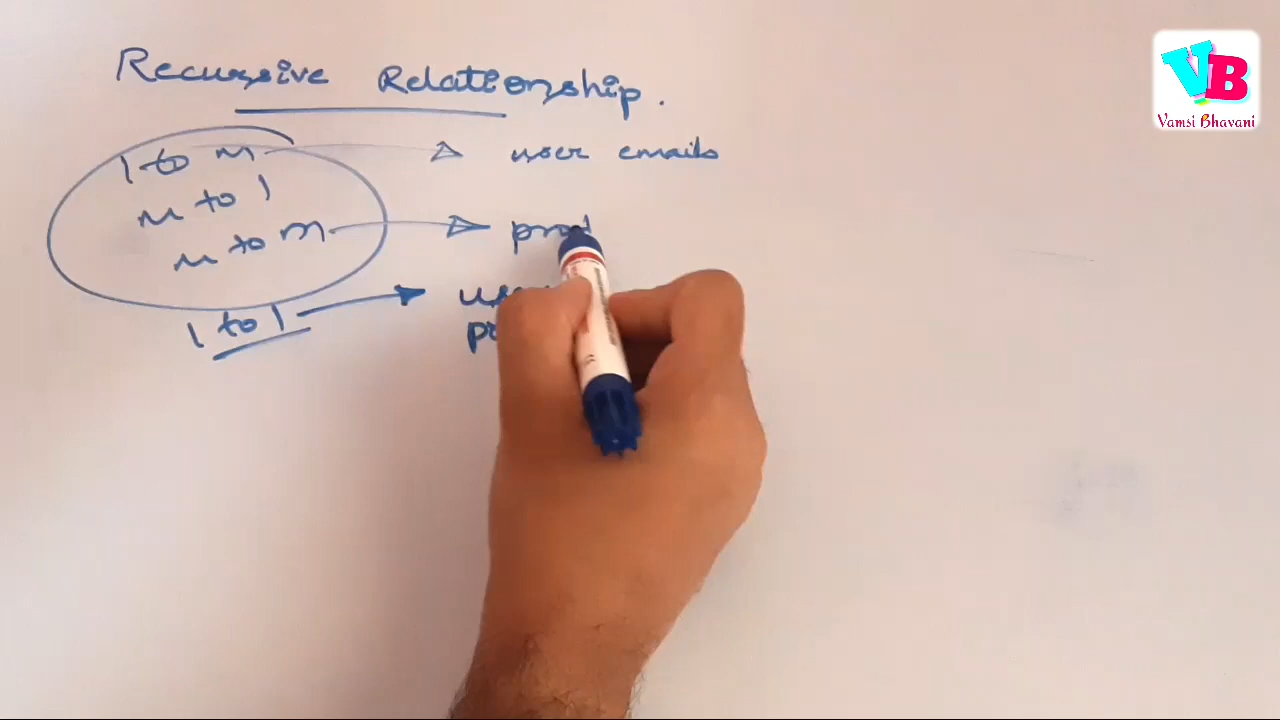 Recursive Relationship.
1 to m → user emails
m to 1
m to m → prod
1 to 1 →
VB
Vamsi Bhavani